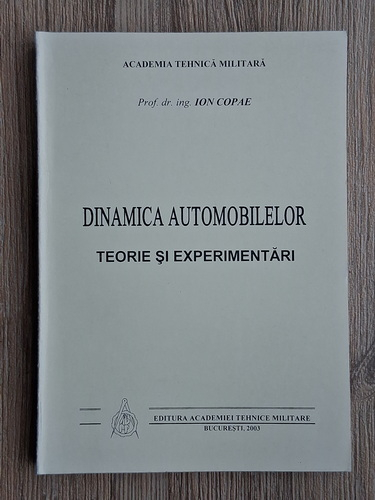 ACADEMIA TEHNICĂ MILITARĂ
Prof. dr. ing. ION COPAE
DINAMICA AUTOMOBILELOR
TEORIE ŞI EXPERIMENTĂRI
EDITURA ACADEMIEI TEHNICE MILITARE
BUCUREŞTI, 2003